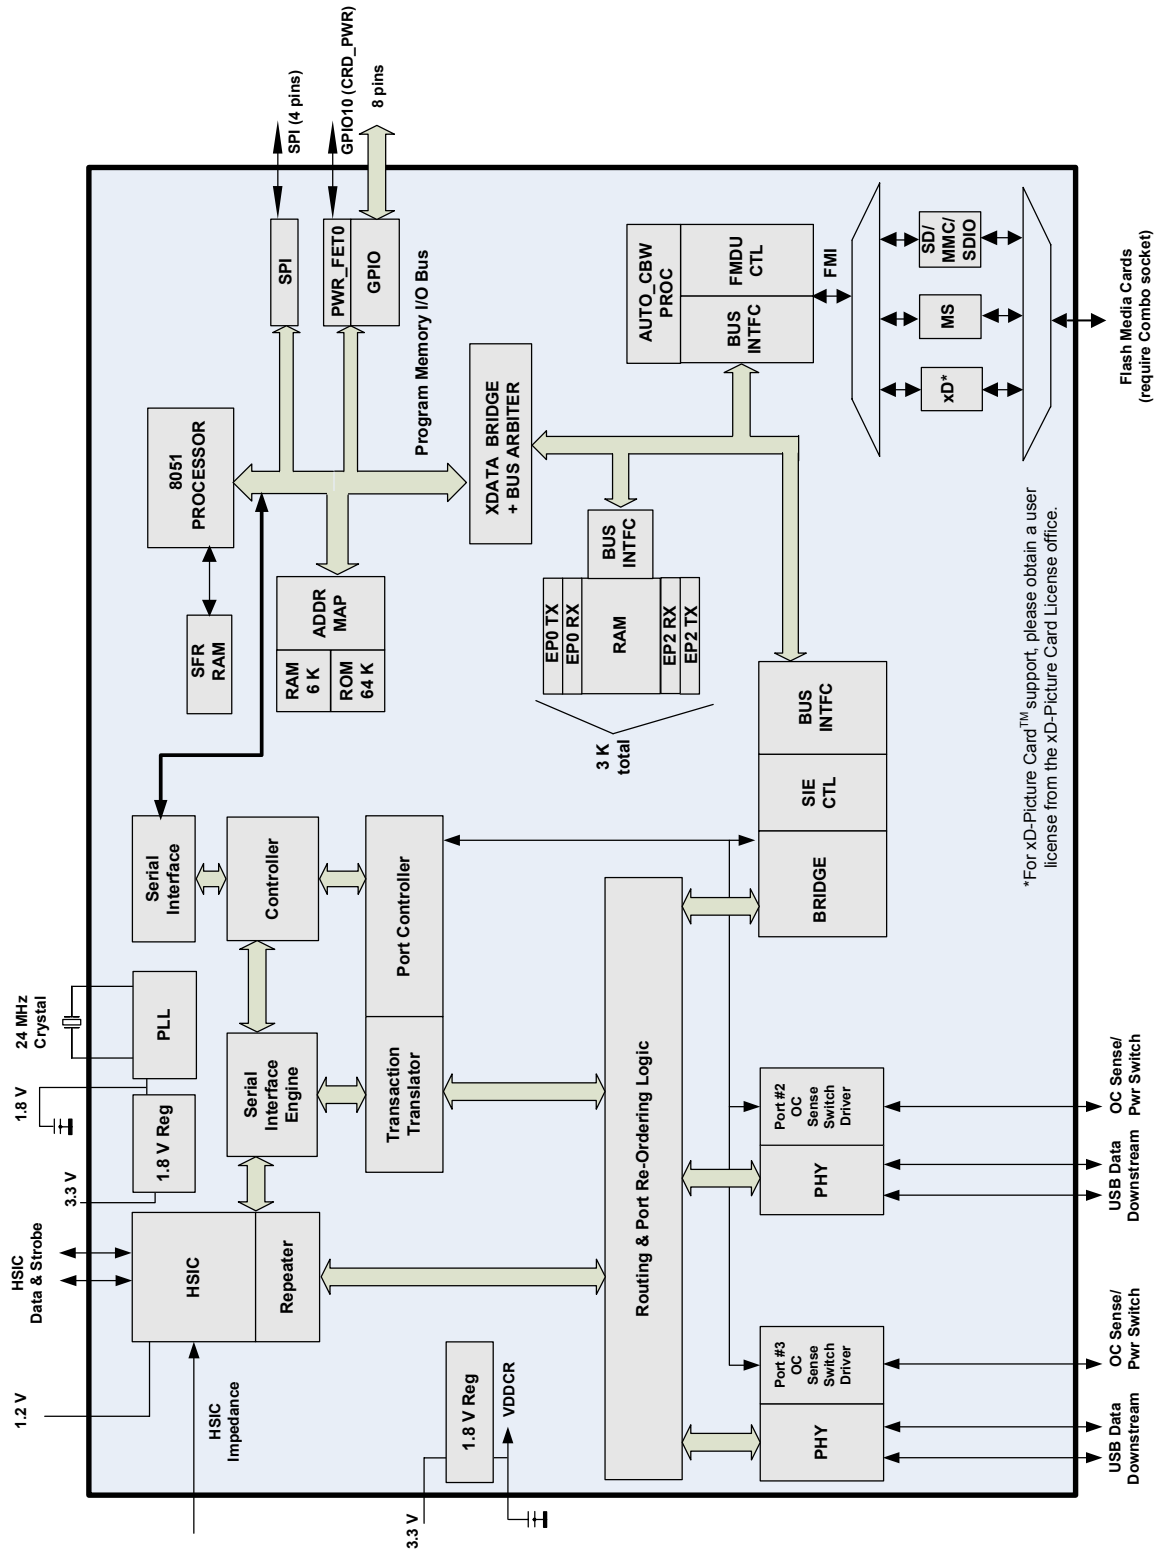 1.2 V
HSIC
Data & Strobe
3.3 V
1.8 V
24 MHz
Crystal
HSIC
Impedance
HSIC
Repeater
1.8 V Reg
PLL
Serial
Interface
Serial
Interface
Engine
Controller
Transaction
Translator
Port Controller
SFR
RAM
8051
PROCESSOR
RAM
6 K
ROM
64 K
ADDR
MAP
SPI
SPI (4 pins)
PWR_FET0
GPIO
GPIO10 (CRD_PWR)
8 pins
Program Memory I/O Bus
3.3 V
1.8 V Reg
VDDCR
XDATA BRIDGE
+ BUS ARBITER
3 K
total
EP0 TX
EP0 RX
RAM
EP2 RX
EP2 TX
BUS
INTFC
AUTO_CBW
PROC
BUS
INTFC
FMDU
CTL
FMI
Routing & Port Re-Ordering Logic
PHY
Port #3
OC
Sense
Switch
Driver
PHY
Port #2
OC
Sense
Switch
Driver
BRIDGE
SIE
CTL
BUS
INTFC
xD*
MS
SD/
MMC/
SDIO
*For xD-Picture Card™ support, please obtain a user
license from the xD-Picture Card License office.
USB Data
Downstream
OC Sense/
Pwr Switch
USB Data
Downstream
OC Sense/
Pwr Switch
Flash Media Cards
(require Combo socket)